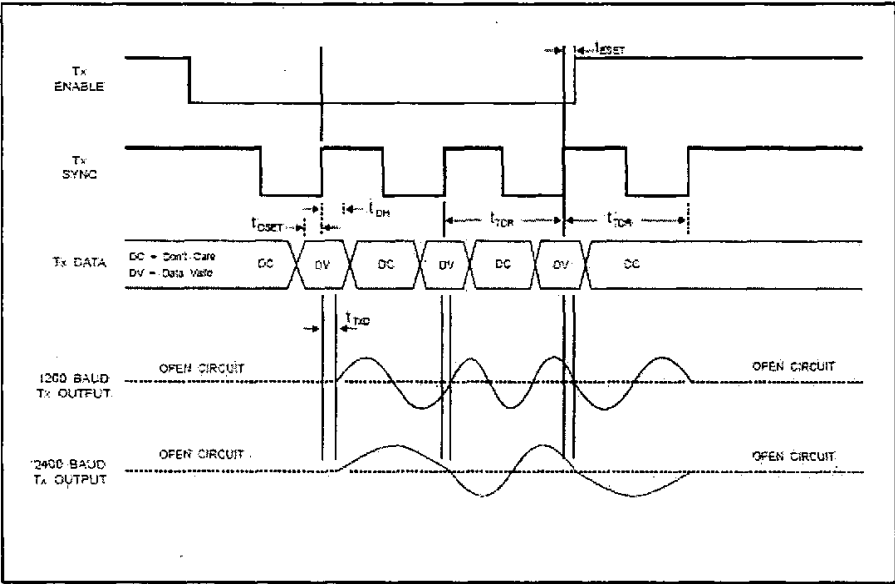 Tx
ENABLE
tESET
Tx
SYNC
tDSET
tDH
tTDR
tTDR
Tx DATA
DC = Don't Care
DV = Data Valid
DC
DV
DC
DV
DC
DV
DC
tTXD
OPEN CIRCUIT
OPEN CIRCUIT
1200 BAUD
Tx OUTPUT
OPEN CIRCUIT
OPEN CIRCUIT
2400 BAUD
Tx OUTPUT